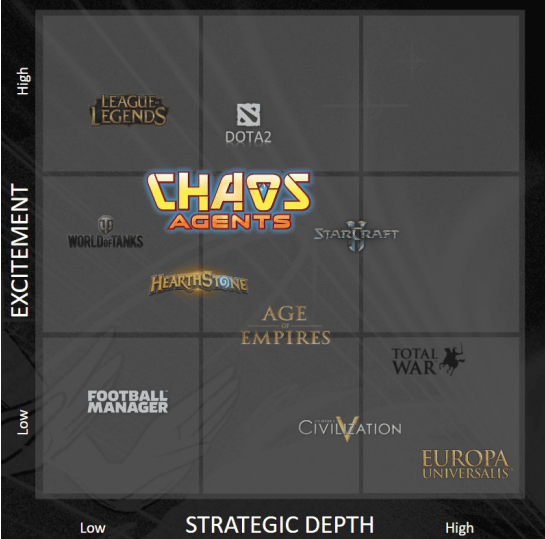 High
LEAGUE OF
LEGENDS
DOTA2
CHAOS
AGENTS
EXCITEMENT
WORLD OF TANKS
STARCRAFT
II
HEARTHSTONE
AGE
OF
EMPIRES
TOTAL
WAR
FOOTBALL
MANAGER
Low
CIVILIZATION
V
EUROPA
UNIVERSALIS
Low
STRATEGIC DEPTH
High